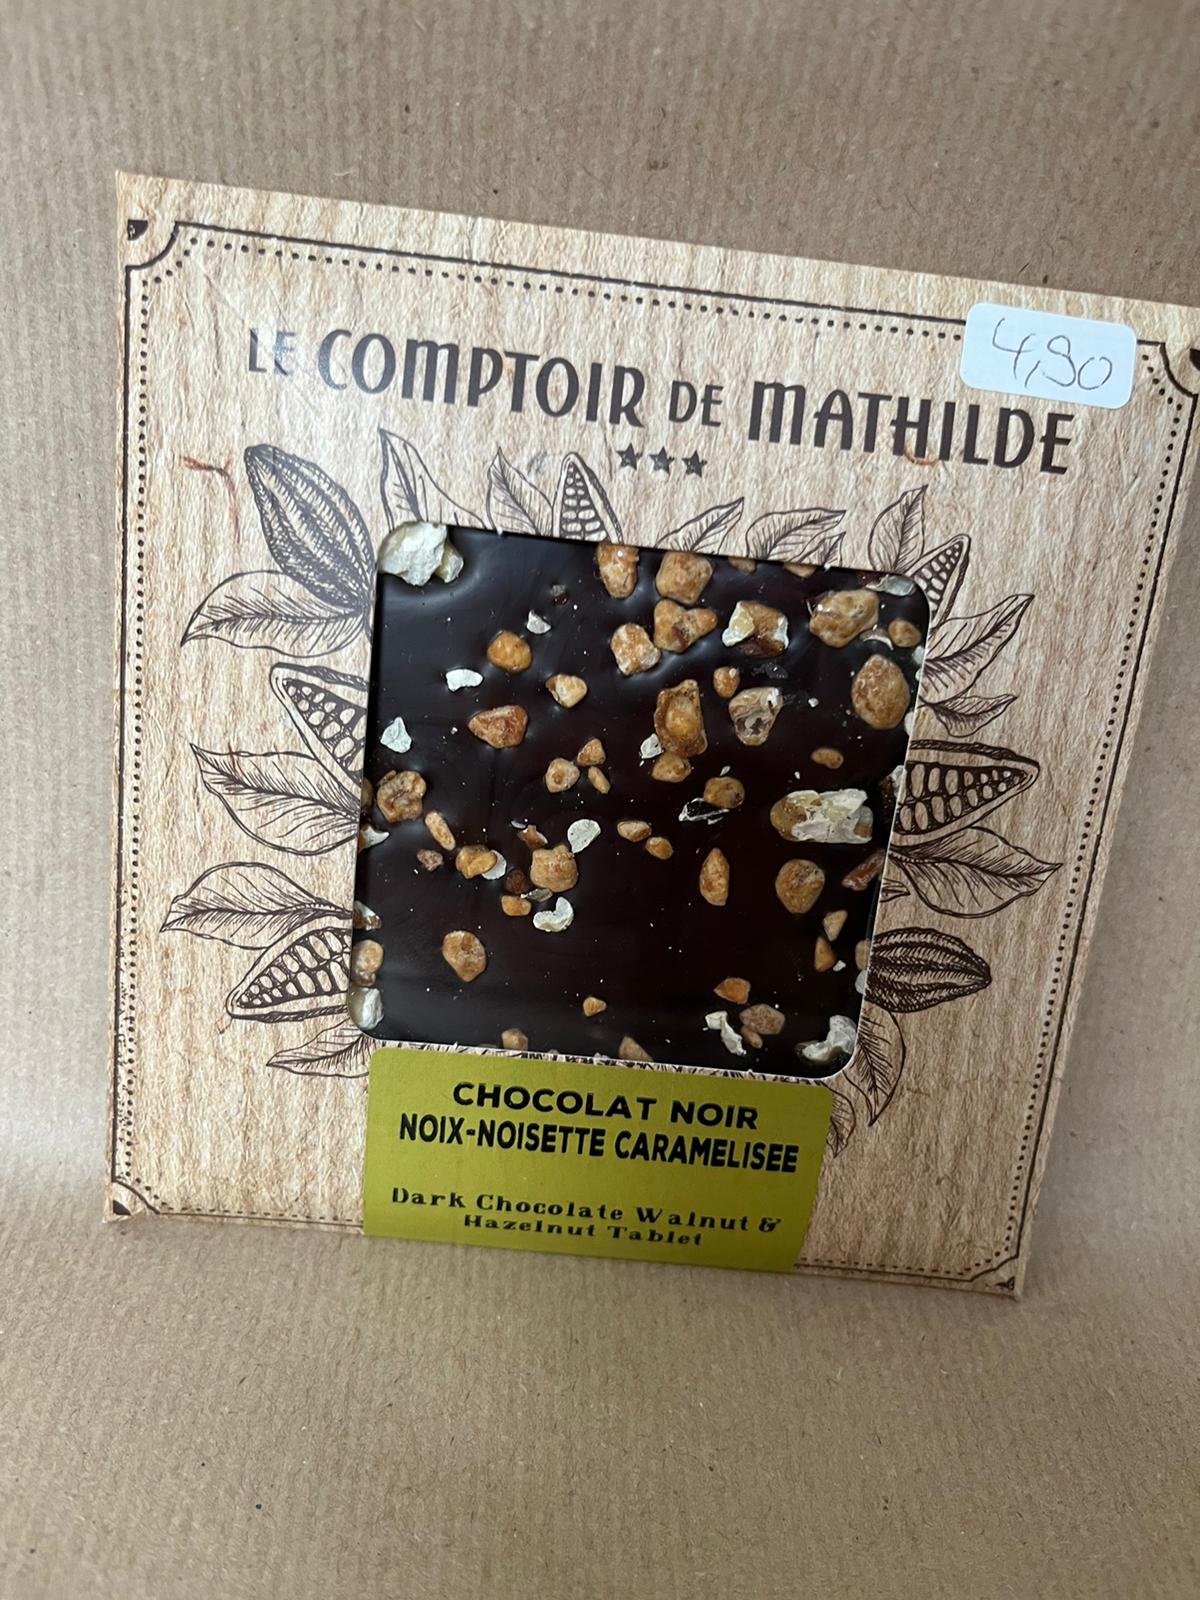 LE COMPTOIR DE MATHILDE
4,90
CHOCOLAT NOIR
NOIX-NOISETTE CARAMELISEE
Dark Chocolate Walnut &
Hazelnut Tablet